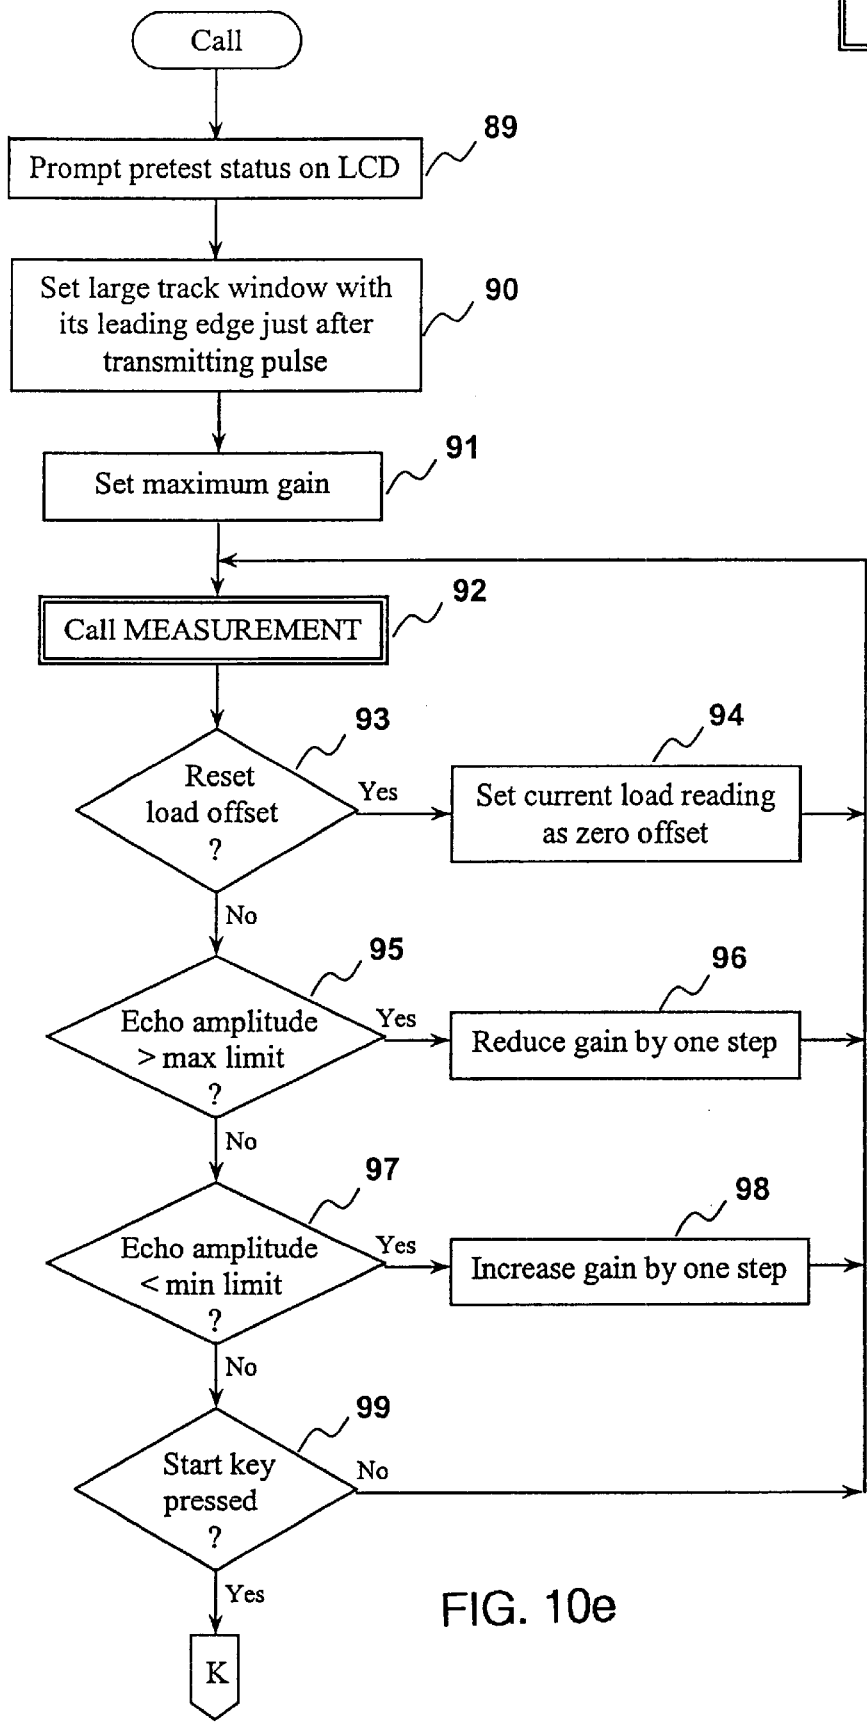 Call
89
Prompt pretest status on LCD
90
Set large track window with
its leading edge just after
transmitting pulse
91
Set maximum gain
92
Call MEASUREMENT
93
Reset
load offset
?
Yes
94
Set current load reading
as zero offset
No
95
Echo amplitude
> max limit
?
Yes
96
Reduce gain by one step
No
97
Echo amplitude
< min limit
?
Yes
98
Increase gain by one step
No
99
Start key
pressed
?
No
Yes
K
FIG. 10e